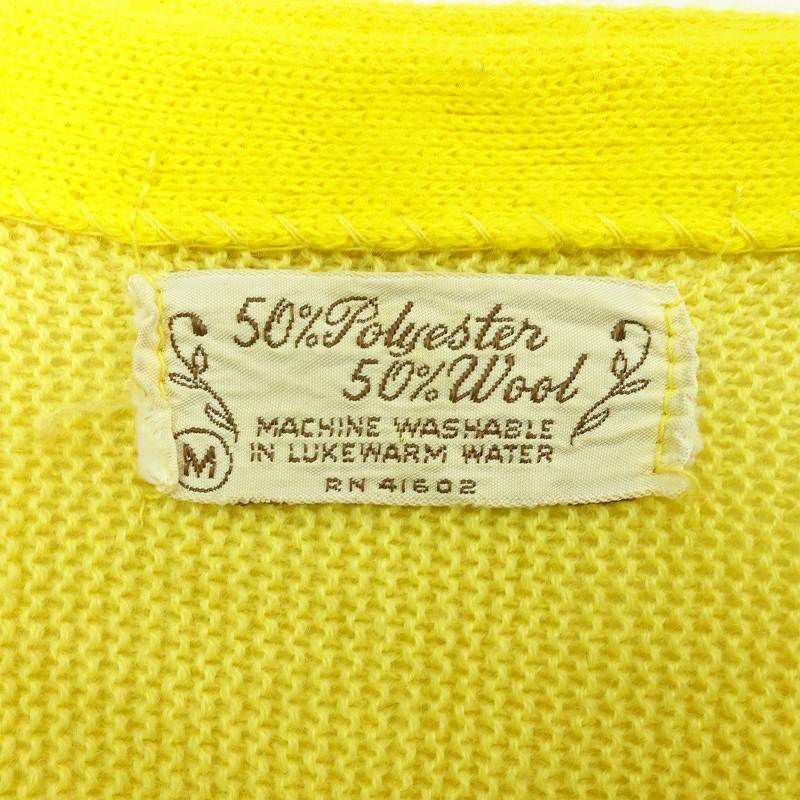 50% Polyester
50% Wool
MACHINE WASHABLE
M IN LUKEWARM WATER
RN 41602